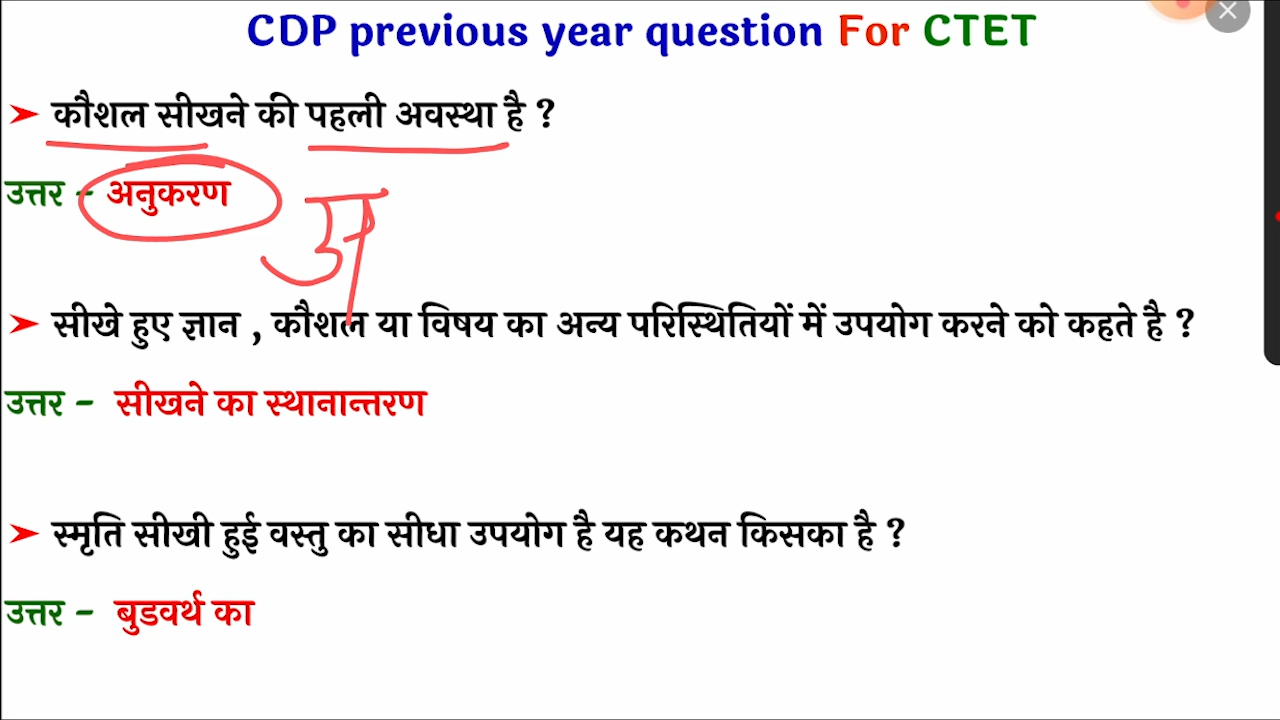 CDP previous year question For CTET
➤ कौशल सीखने की पहली अवस्था है ?
उत्तर - अनुकरण
➤ सीखे हुए ज्ञान , कौशल या विषय का अन्य परिस्थितियों में उपयोग करने को कहते है ?
उत्तर - सीखने का स्थानान्तरण
➤ स्मृति सीखी हुई वस्तु का सीधा उपयोग है यह कथन किसका है ?
उत्तर - बुडवर्थ का